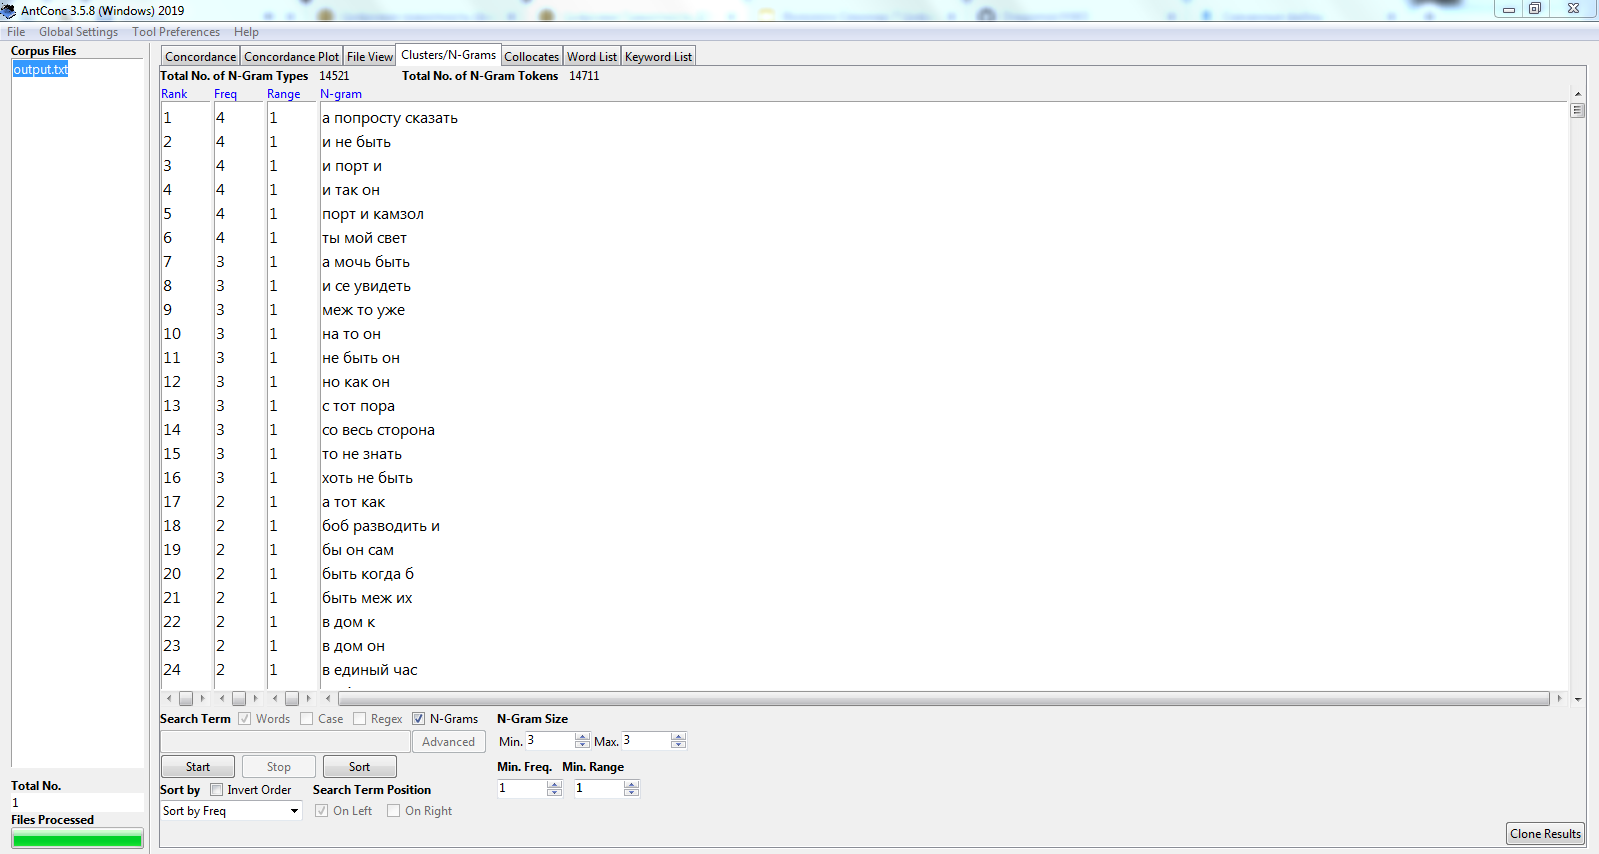 AntConc 3.5.8 (Windows) 2019
File Global Settings Tool Preferences Help
Corpus Files
output.txt
Concordance Concordance Plot File View Clusters/N-Grams Collocates Word List Keyword List
Total No. of N-Gram Types 14521 Total No. of N-Gram Tokens 14711
Rank Freq Range N-gram
1 4 1 а попросту сказать
2 4 1 и не быть
3 4 1 и порт и
4 4 1 и так он
5 4 1 порт и камзол
6 4 1 ты мой свет
7 3 1 а мочь быть
8 3 1 и се увидеть
9 3 1 меж то уже
10 3 1 на то он
11 3 1 не быть он
12 3 1 но как он
13 3 1 с тот пора
14 3 1 со весь сторона
15 3 1 то не знать
16 3 1 хоть не быть
17 2 1 а тот как
18 2 1 боб разводить и
19 2 1 бы он сам
20 2 1 быть когда б
21 2 1 быть меж их
22 2 1 в дом к
23 2 1 в дом он
24 2 1 в единый час
Search Term Words Case Regex N-Grams N-Gram Size
Advanced Min. 3 Max. 3
Start Stop Sort Min. Freq. Min. Range
Sort by Invert Order Search Term Position 1 1
Sort by Freq On Left On Right
Total No.
1
Files Processed
Clone Results